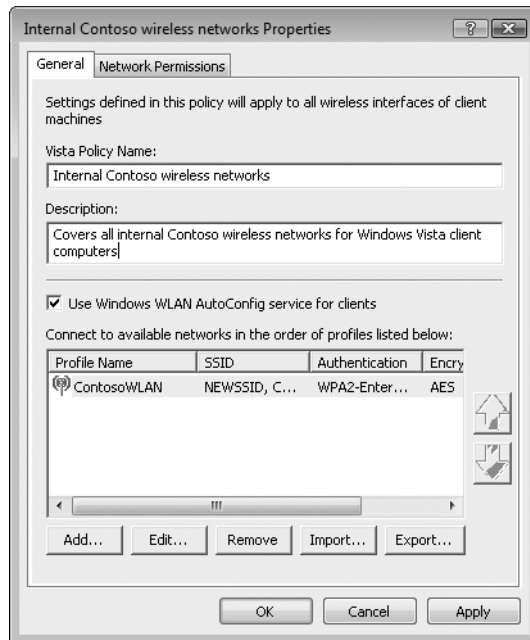 Internal Contoso wireless networks Properties
General
Network Permissions
Settings defined in this policy will apply to all wireless interfaces of client
machines
Vista Policy Name:
Internal Contoso wireless networks
Description:
Covers all internal Contoso wireless networks for Windows Vista client
computers
Use Windows WLAN AutoConfig service for clients
Connect to available networks in the order of profiles listed below:
Profile Name SSID Authentication Encry
ContosoWLAN NEWSSID, C... WPA2-Enter... AES
Add... Edit... Remove Import... Export...
OK Cancel Apply